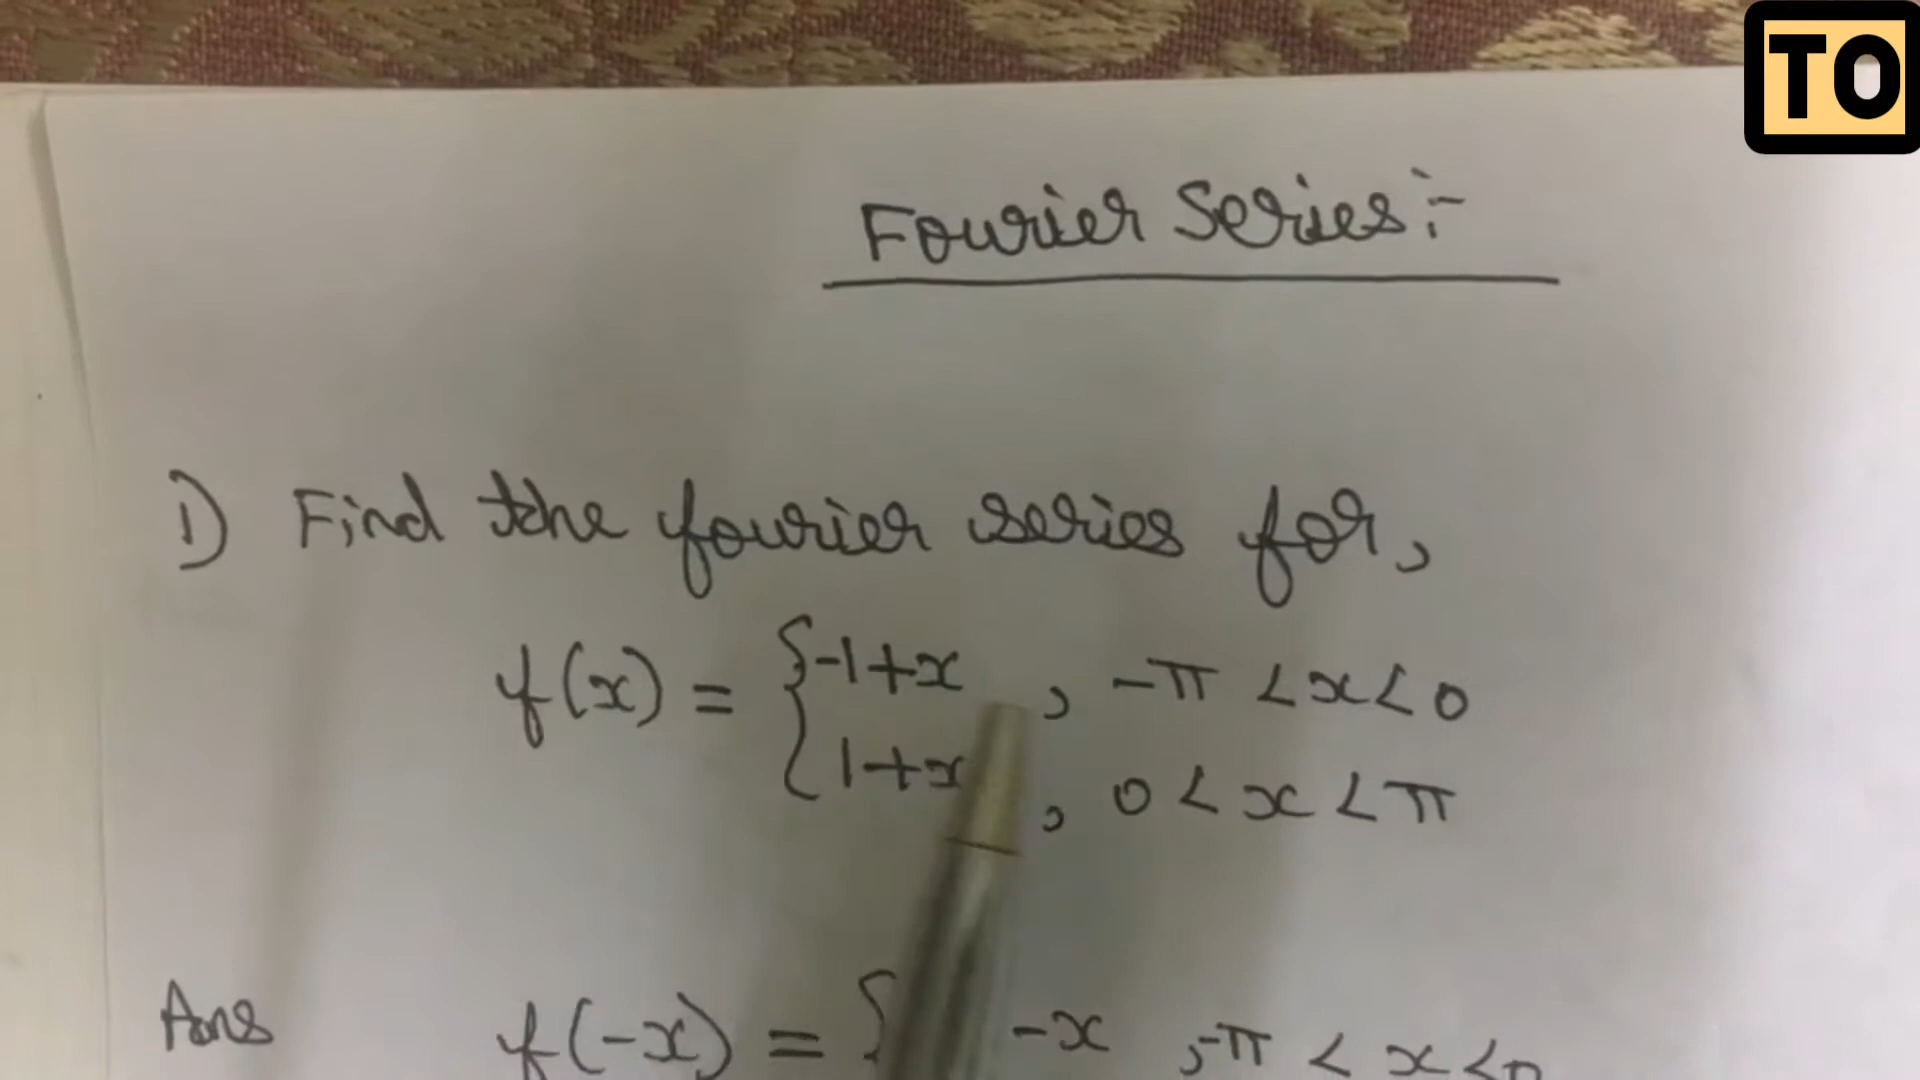 TO
Fourier Series:-
1) Find the fourier series for,
f(x) = { -1+x , -π < x < 0
1+x , 0 < x < π
Ans f(-x) = { -x , -π < x < 0